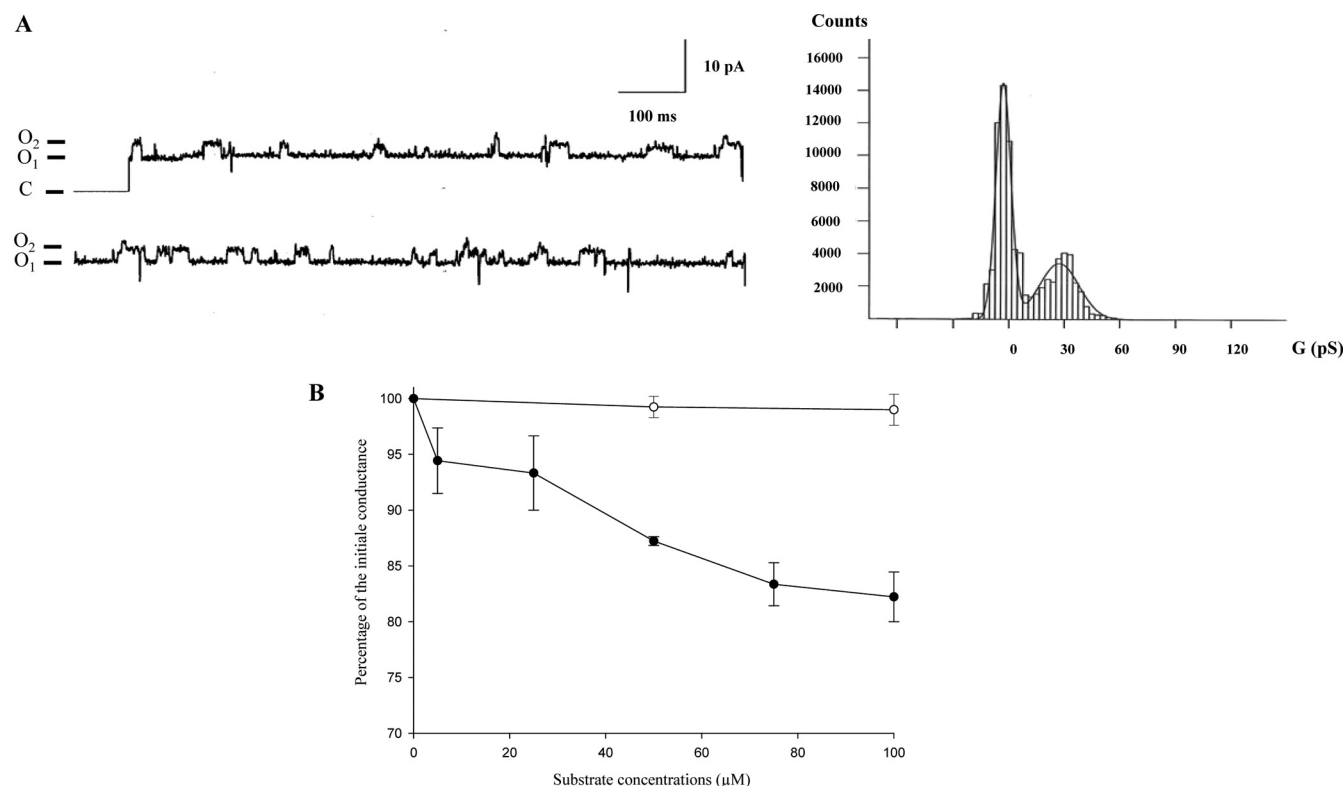 A
10 pA
100 ms
O2
O1
C
O2
O1
Counts
16000
14000
12000
10000
8000
6000
4000
2000
0 30 60 90 120 G (pS)
B
Percentage of the initiale conductance
100
95
90
85
80
75
70
0 20 40 60 80 100
Substrate concentrations (µM)